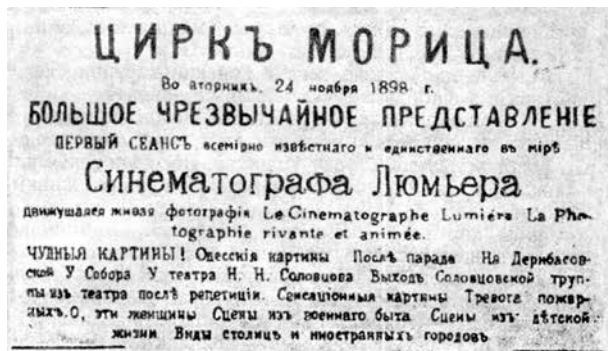 ЦИРКЪ МОРИЦА.
Во вторникъ, 24 ноября 1898 г.
БОЛЬШОЕ ЧРЕЗВЫЧАЙНОЕ ПРЕДСТАВЛЕНІЕ
ПЕРВЫЙ СЕАНСЪ всемірно извѣстнаго и единственнаго въ мірѣ
Синематографа Люмьера
движущаяся живая фотографія Le Cinematographe Lumiére La Pho-
tographie rivante et animée.
ЧУДНЫЯ КАРТИНЫ! Одесскія картины Послѣ парада На Дерибасов-
ской У Собора У театра Н. Н. Соловцова Выходъ Соловцовской труп-
пы изъ театра послѣ репетиціи. Сенсаціонныя картины Тревога пожар-
ныхъ. О, эти женщины Сцены изъ военнаго быта Сцены изъ дѣтской
жизни Виды столицъ и иностранныхъ городовъ